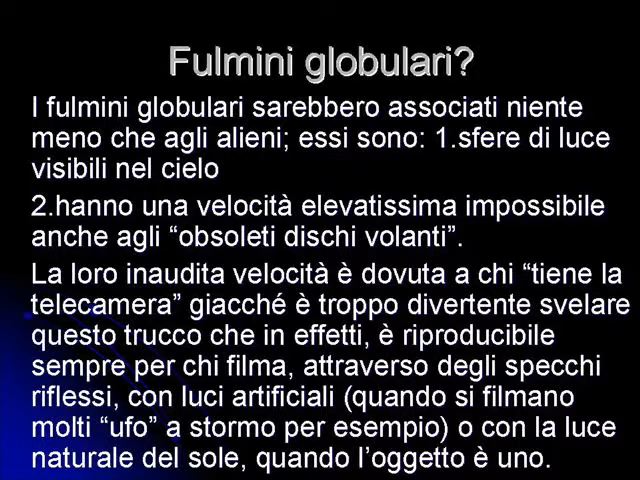 Fulmini globulari?
I fulmini globulari sarebbero associati niente
meno che agli alieni; essi sono: 1.sfere di luce
visibili nel cielo
2.hanno una velocità elevatissima impossibile
anche agli “obsoleti dischi volanti”.
La loro inaudita velocità è dovuta a chi “tiene la
telecamera” giacché è troppo divertente svelare
questo trucco che in effetti, è riproducibile
sempre per chi filma, attraverso degli specchi
riflessi, con luci artificiali (quando si filmano
molti “ufo” a stormo per esempio) o con la luce
naturale del sole, quando l’oggetto è uno.